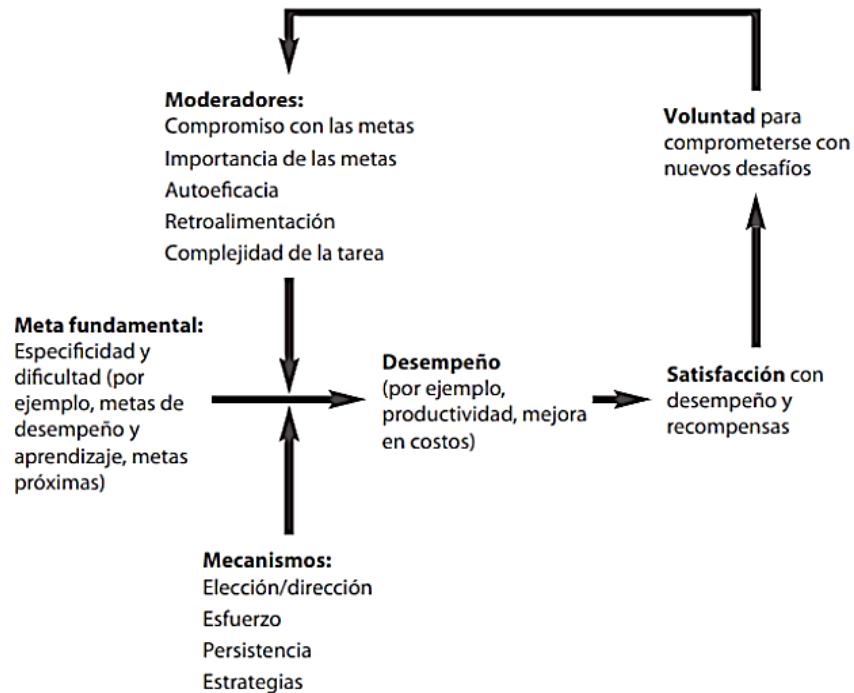 Moderadores:
Compromiso con las metas
Importancia de las metas
Autoeficacia
Retroalimentación
Complejidad de la tarea
Voluntad para
comprometerse con
nuevos desafíos
Meta fundamental:
Especificidad y
dificultad (por
ejemplo, metas de
desempeño y
aprendizaje, metas
próximas)
Desempeño
(por ejemplo,
productividad, mejora
en costos)
Satisfacción con
desempeño y
recompensas
Mecanismos:
Elección/dirección
Esfuerzo
Persistencia
Estrategias